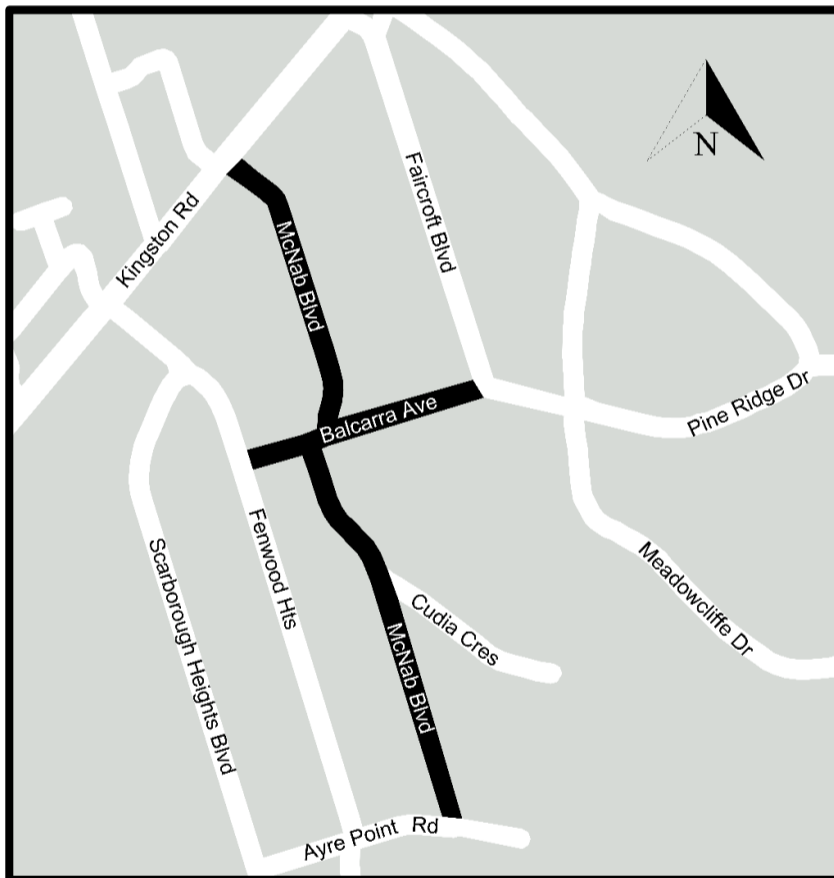 N
Kingston Rd
McNab Blvd
Faircroft Blvd
Balcarra Ave
Pine Ridge Dr
Scarborough Heights Blvd
Fenwood Hts
Cudia Cres
Meadowcliffe Dr
McNab Blvd
Ayre Point Rd